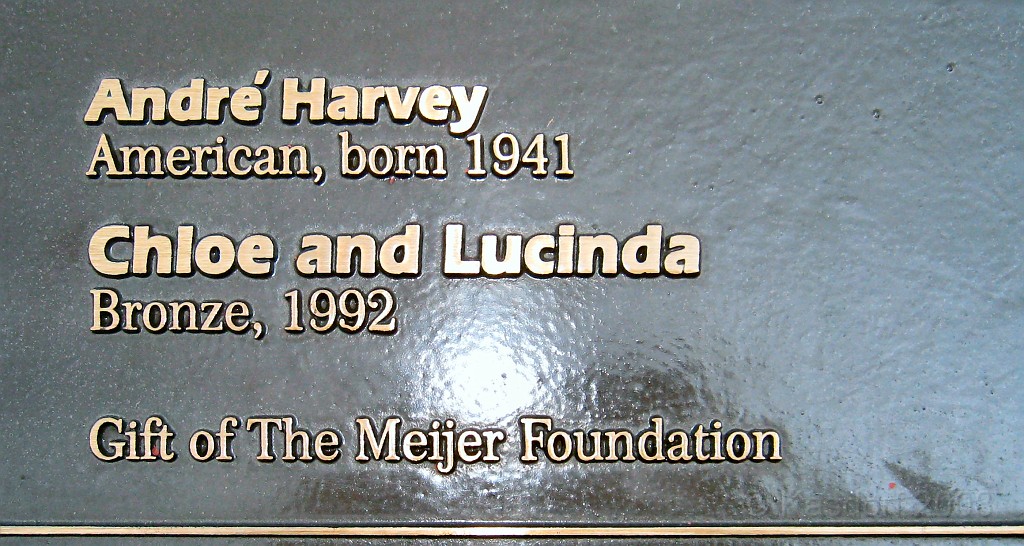 André Harvey
American, born 1941
Chloe and Lucinda
Bronze, 1992
Gift of The Meijer Foundation